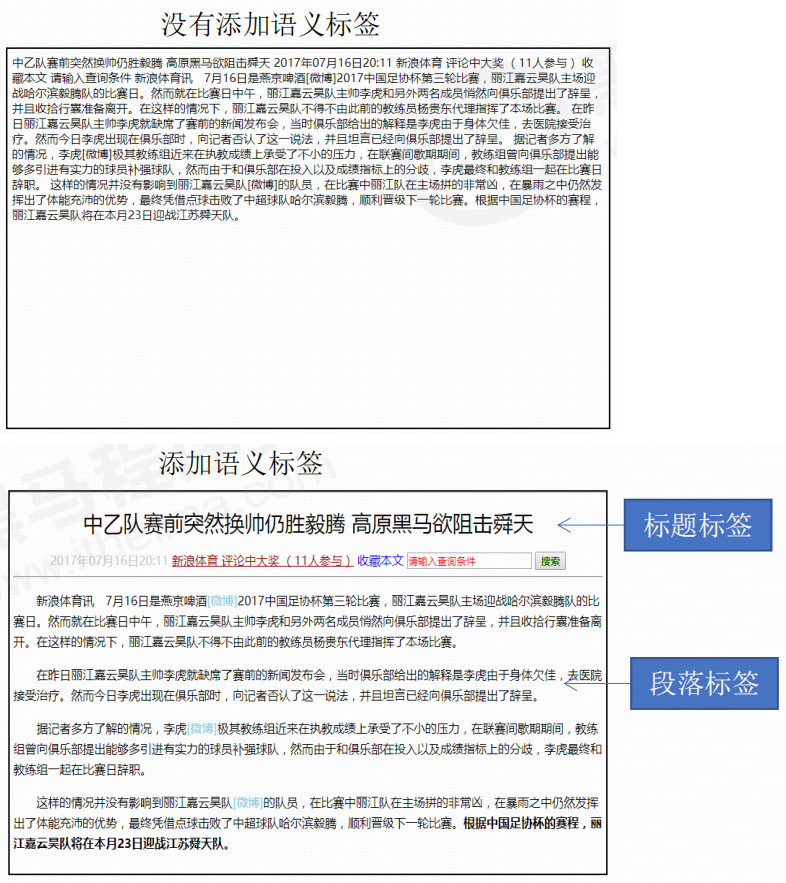 没有添加语义标签
中乙队赛前突然换帅仍胜毅腾 高原黑马欲阻击舜天 2017年07月16日20:11 新浪体育 评论中大奖（11人参与） 收
藏本文 请输入查询条件 新浪体育讯　7月16日是燕京啤酒[微博]2017中国足协杯第三轮比赛，丽江嘉云昊队主场迎
战哈尔滨毅腾队的比赛日。然而就在比赛日中午，丽江嘉云昊队主帅李虎和另外两名成员悄然向俱乐部提出了辞呈，
并且收拾行囊准备离开。在这样的情况下，丽江嘉云昊队不得不由此前的教练员杨贵东代理指挥了本场比赛。 在昨
日丽江嘉云昊队主帅李虎就缺席了赛前的新闻发布会，当时俱乐部给出的解释是李虎由于身体欠佳，去医院接受治
疗。然而今日李虎出现在俱乐部时，向记者否认了这一说法，并且坦言已经向俱乐部提出了辞呈。 据记者多方了解
的情况，李虎[微博]极其教练组近来在执教成绩上承受了不小的压力，在联赛间歇期期间，教练组曾向俱乐部提出能
够多引进有实力的球员补强球队，然而由于和俱乐部在投入以及成绩指标上的分歧，李虎最终和教练组一起在比赛日
辞职。 这样的情况并没有影响到丽江嘉云昊队[微博]的队员，在比赛中丽江队在主场拼的非常凶，在暴雨之中仍然发
挥出了体能充沛的优势，最终凭借点球击败了中超球队哈尔滨毅腾，顺利晋级下一轮比赛。根据中国足协杯的赛程，
丽江嘉云昊队将在本月23日迎战江苏舜天队。
添加语义标签
中乙队赛前突然换帅仍胜毅腾 高原黑马欲阻击舜天
标题标签
2017年07月16日20:11 新浪体育 评论中大奖（11人参与） 收藏本文 请输入查询条件 搜索
新浪体育讯　7月16日是燕京啤酒[微博]2017中国足协杯第三轮比赛，丽江嘉云昊队主场迎战哈尔滨毅腾队的比
赛日。然而就在比赛日中午，丽江嘉云昊队主帅李虎和另外两名成员悄然向俱乐部提出了辞呈，并且收拾行囊准备离
开。在这样的情况下，丽江嘉云昊队不得不由此前的教练员杨贵东代理指挥了本场比赛。
在昨日丽江嘉云昊队主帅李虎就缺席了赛前的新闻发布会，当时俱乐部给出的解释是李虎由于身体欠佳，去医院
接受治疗。然而今日李虎出现在俱乐部时，向记者否认了这一说法，并且坦言已经向俱乐部提出了辞呈。
段落标签
据记者多方了解的情况，李虎[微博]极其教练组近来在执教成绩上承受了不小的压力，在联赛间歇期期间，教练
组曾向俱乐部提出能够多引进有实力的球员补强球队，然而由于和俱乐部在投入以及成绩指标上的分歧，李虎最终和
教练组一起在比赛日辞职。
这样的情况并没有影响到丽江嘉云昊队[微博]的队员，在比赛中丽江队在主场拼的非常凶，在暴雨之中仍然发挥
出了体能充沛的优势，最终凭借点球击败了中超球队哈尔滨毅腾，顺利晋级下一轮比赛。根据中国足协杯的赛程，丽
江嘉云昊队将在本月23日迎战江苏舜天队。